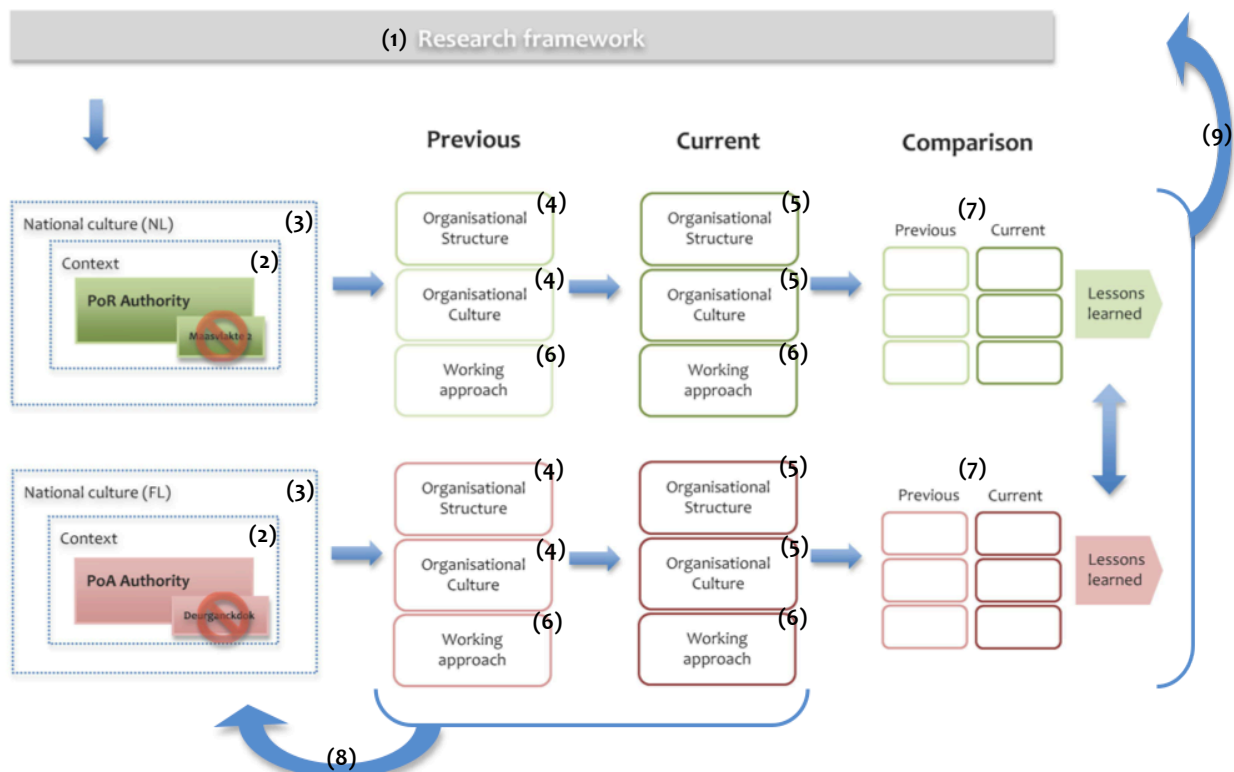 (1) Research framework
Previous
Current
Comparison
(9)
National culture (NL)
(3)
Context
(2)
PoR Authority
Maasvlakte 2
(4)
Organisational
Structure
(4)
Organisational
Culture
(6)
Working
approach
(5)
Organisational
Structure
(5)
Organisational
Culture
(6)
Working
approach
(7)
Previous
Current
Lessons
learned
National culture (FL)
(3)
Context
(2)
PoA Authority
Deurganckdok
(4)
Organisational
Structure
(4)
Organisational
Culture
(6)
Working
approach
(5)
Organisational
Structure
(5)
Organisational
Culture
(6)
Working
approach
(7)
Previous
Current
Lessons
learned
(8)